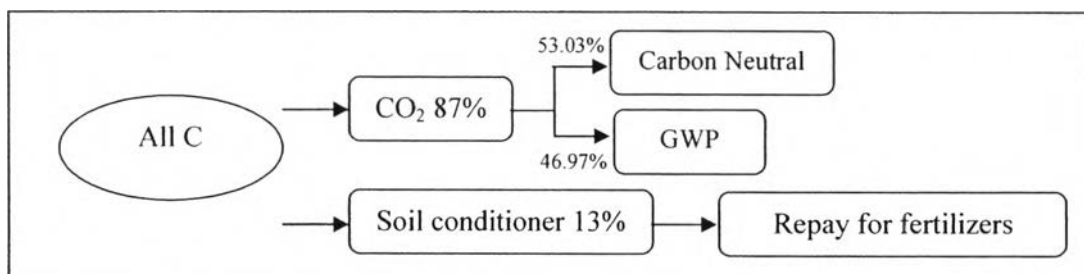 53.03%
Carbon Neutral
All C
CO₂ 87%
46.97%
GWP
Soil conditioner 13%
Repay for fertilizers